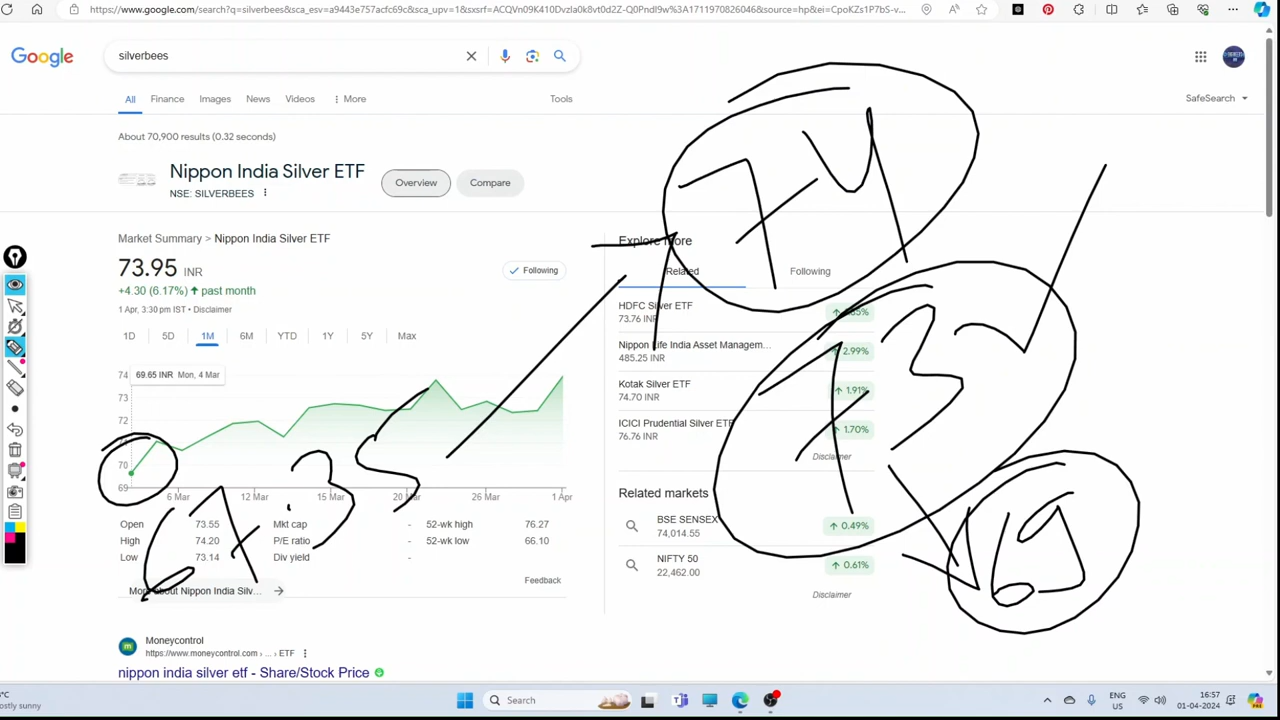 https://www.google.com/search?q=silverbees&sca_esv=a9443e757acfc69c&sca_upv=1&sxsrf=ACQVn09K410Dvzla0k8vt0d2Z-Q0PndI9w%3A1711970826046&source=hp&ei=CpoKZs1P7bS-v...
Google
silverbees
All Finance Images News Videos More Tools
SafeSearch
About 70,900 results (0.32 seconds)
Nippon India Silver ETF
NSE: SILVERBEES
Overview Compare
Market Summary > Nippon India Silver ETF
73.95 INR
Following
+4.30 (6.17%) past month
1 Apr, 3:30 pm IST • Disclaimer
1D 5D 1M 6M YTD 1Y 5Y Max
69.65 INR Mon, 4 Mar
74
73
72
70
69
6 Mar 12 Mar 15 Mar 20 Mar 26 Mar 1 Apr
Open 73.55 Mkt cap - 52-wk high 76.27
High 74.20 P/E ratio - 52-wk low 66.10
Low 73.14 Div yield -
Feedback
More about Nippon India Silv...
Explore more
Related Following
HDFC Silver ETF
73.76 INR
Nippon Life India Asset Managem...
485.25 INR
2.99%
Kotak Silver ETF
74.70 INR
1.91%
ICICI Prudential Silver ETF
76.76 INR
1.70%
Disclaimer
Related markets
BSE SENSEX
74,014.55
0.49%
NIFTY 50
22,462.00
0.61%
Disclaimer
74
73
Moneycontrol
https://www.moneycontrol.com › ... › ETF
nippon india silver etf - Share/Stock Price
Search
ENG
US
16:57
01-04-2024
mostly sunny